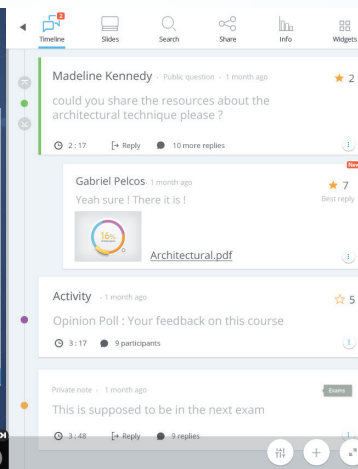 2
Timeline Slides Search Share Info Widgets
Madeline Kennedy - Public question - 1 month ago 2
could you share the resources about the
architectural technique please ?
2 : 17 Reply 10 more replies
New
Gabriel Pelcos - 1 month ago 7
Yeah sure ! There it is ! Best reply
16%
Architectural.pdf
Activity - 1 month ago 5
Opinion Poll : Your feedback on this course
3 : 17 9 participants
Private note - 1 month ago Exams
This is supposed to be in the next exam
3 : 48 Reply 9 replies